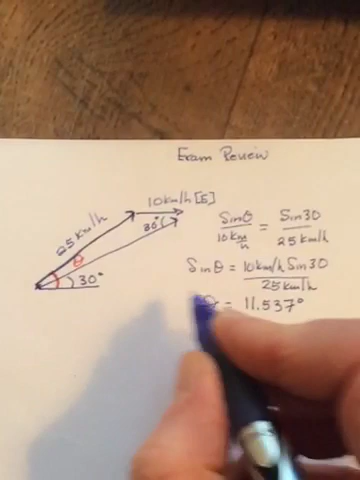 Exam Review
10km/h [E]
25km/h
30°
θ
30°
Sinθ = Sin30
10km/h 25km/h
Sinθ = 10km/h Sin30
25km/h
θ = 11.537°